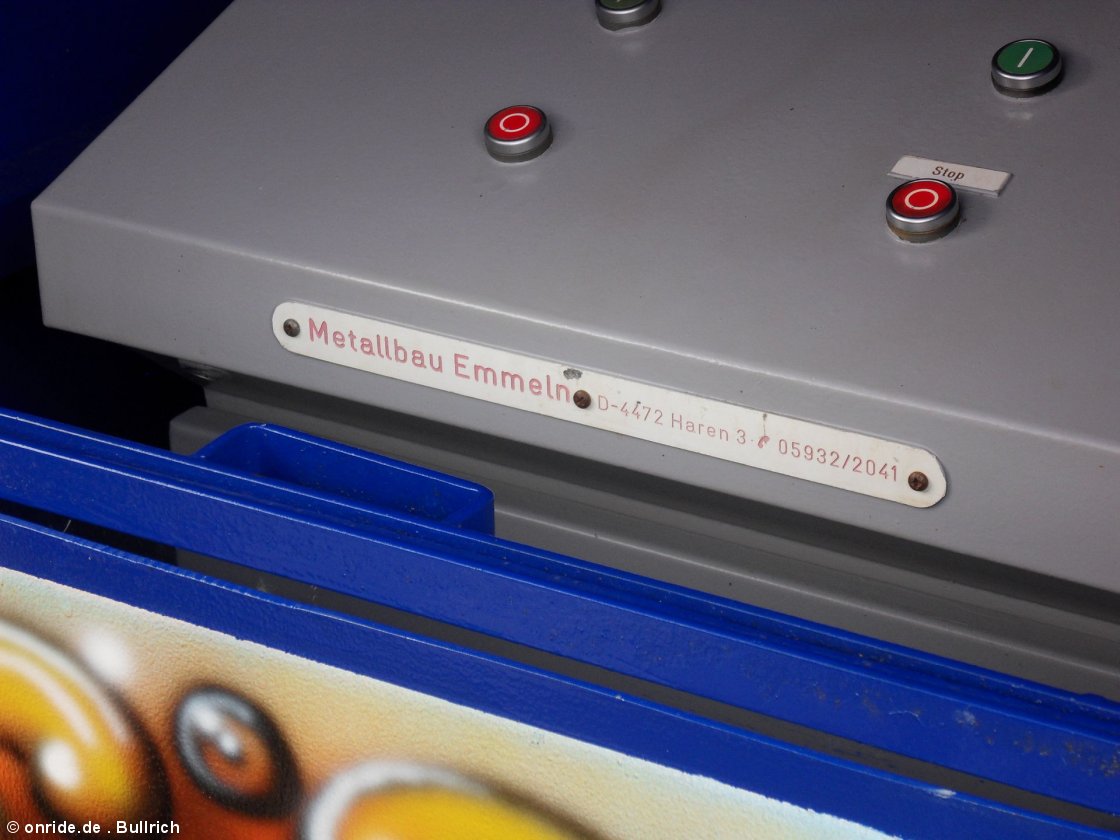 Stop
Metallbau Emmeln D-4472 Haren 3 · 05932/2041
© onride.de . Bullrich